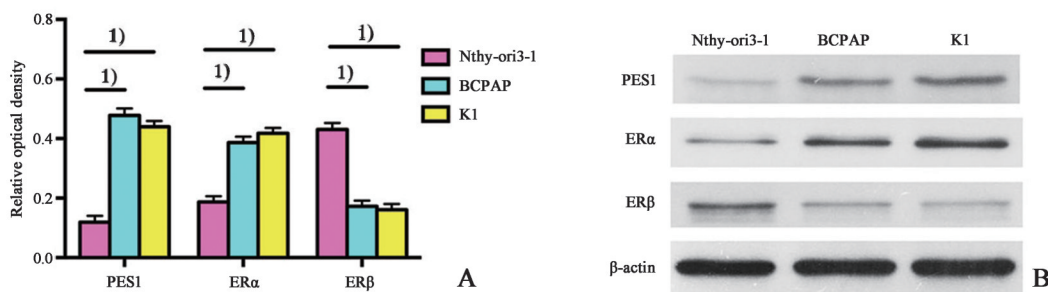 Relative optical density
0.8
0.6
0.4
0.2
0.0
1)
1)
1)
1)
1)
1)
PES1
ERα
ERβ
Nthy-ori3-1
BCPAP
K1
A
Nthy-ori3-1 BCPAP K1
PES1
ERα
ERβ
β-actin
B